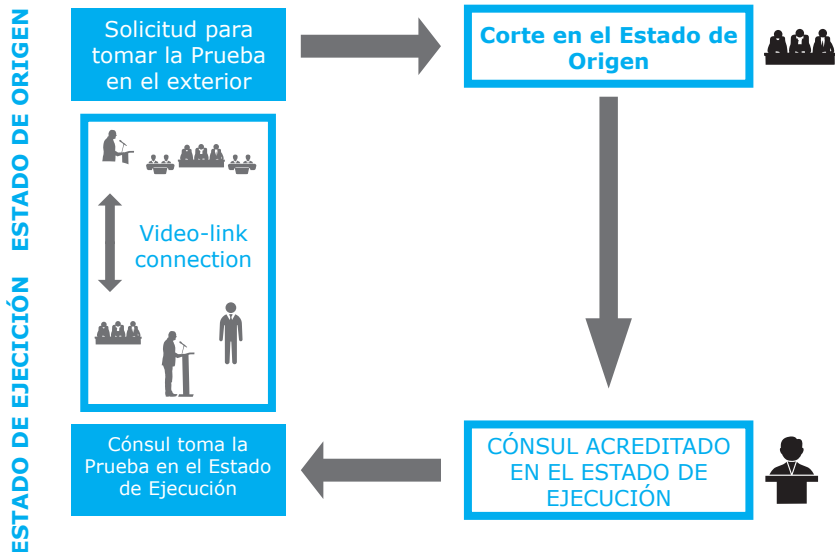 ESTADO DE ORIGEN
Solicitud para
tomar la Prueba
en el exterior
Corte en el Estado de
Origen
Video-link
connection
ESTADO DE EJECICIÓN
Cónsul toma la
Prueba en el Estado
de Ejecución
CÓNSUL ACREDITADO
EN EL ESTADO DE
EJECUCIÓN